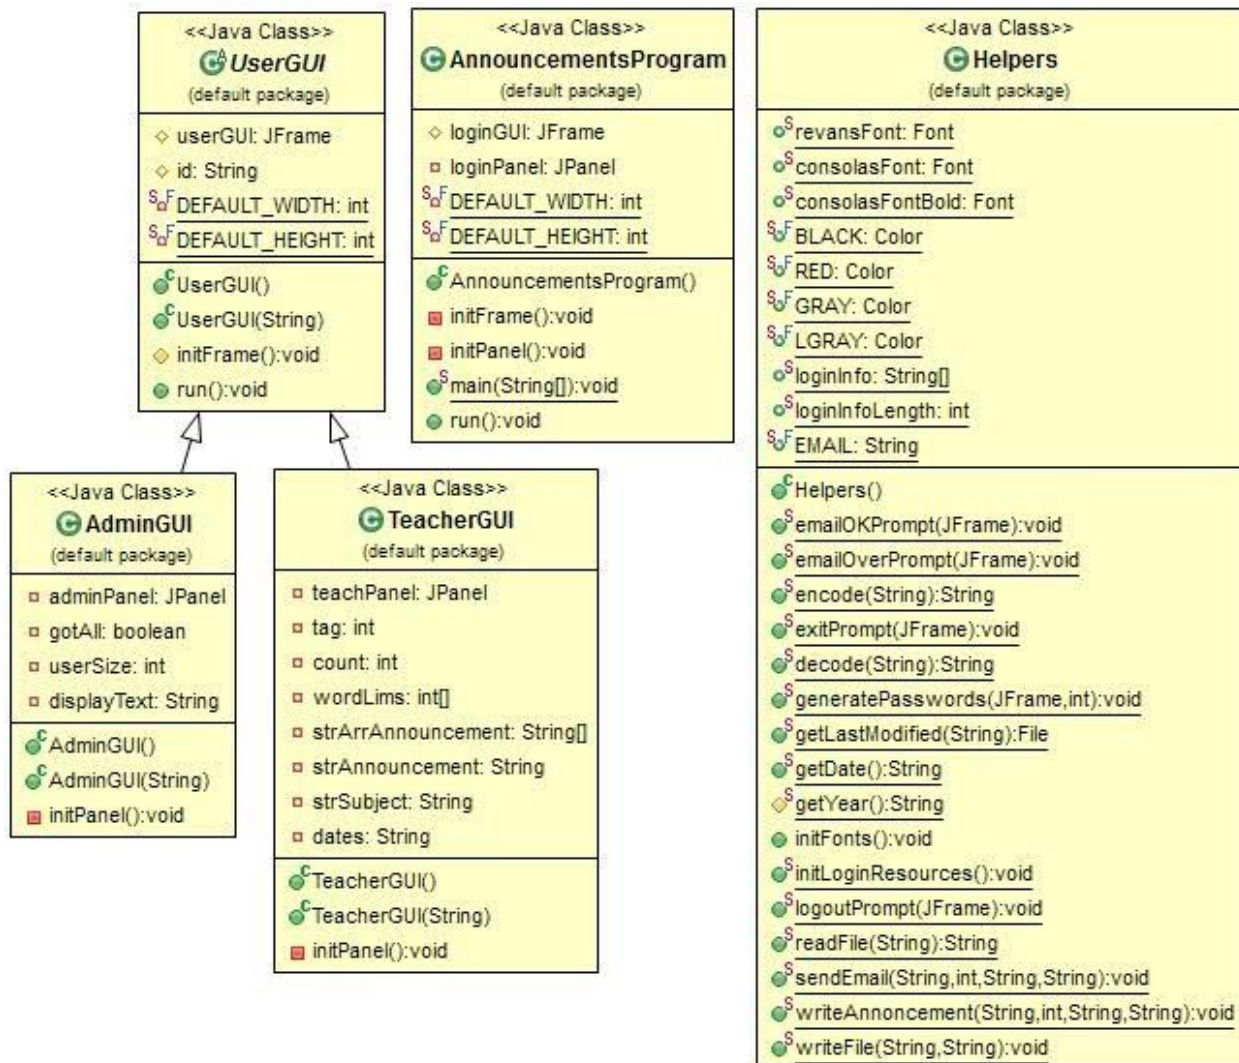 <<Java Class>>
UserGUI
(default package)
userGUI: JFrame
id: String
DEFAULT_WIDTH: int
DEFAULT_HEIGHT: int
UserGUI()
UserGUI(String)
initFrame():void
run():void
<<Java Class>>
AnnouncementsProgram
(default package)
loginGUI: JFrame
loginPanel: JPanel
DEFAULT_WIDTH: int
DEFAULT_HEIGHT: int
AnnouncementsProgram()
initFrame():void
initPanel():void
main(String[]):void
run():void
<<Java Class>>
Helpers
(default package)
revansFont: Font
consolasFont: Font
consolasFontBold: Font
BLACK: Color
RED: Color
GRAY: Color
LGRAY: Color
loginInfo: String[]
loginInfoLength: int
EMAIL: String
Helpers()
emailOKPrompt(JFrame):void
emailOverPrompt(JFrame):void
encode(String):String
exitPrompt(JFrame):void
decode(String):String
generatePasswords(JFrame,int):void
getLastModified(String):File
getDate():String
getYear():String
initFonts():void
initLoginResources():void
logoutPrompt(JFrame):void
readFile(String):String
sendEmail(String,int,String,String):void
writeAnnoncement(String,int,String,String):void
writeFile(String,String):void
<<Java Class>>
AdminGUI
(default package)
adminPanel: JPanel
gotAll: boolean
userSize: int
displayText: String
AdminGUI()
AdminGUI(String)
initPanel():void
<<Java Class>>
TeacherGUI
(default package)
teachPanel: JPanel
tag: int
count: int
wordLims: int[]
strArrAnnouncement: String[]
strAnnouncement: String
strSubject: String
dates: String
TeacherGUI()
TeacherGUI(String)
initPanel():void